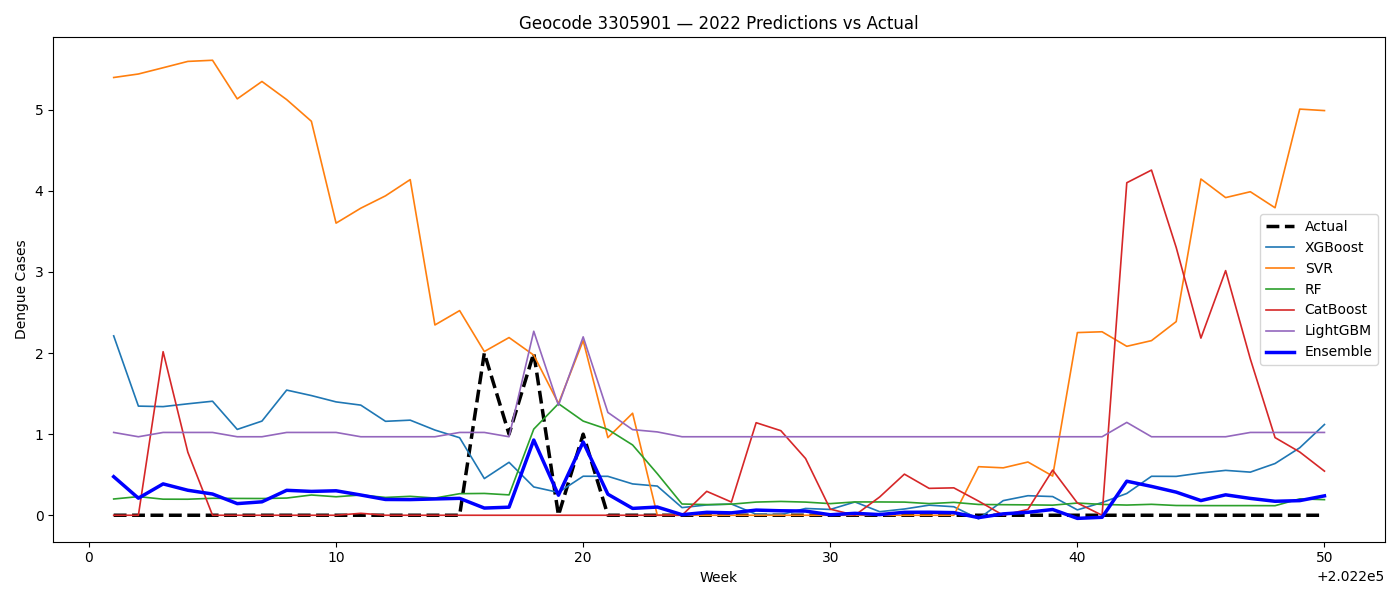 Geocode 3305901 — 2022 Predictions vs Actual
Dengue Cases
5
4
3
2
1
0
Actual
XGBoost
SVR
RF
CatBoost
LightGBM
Ensemble
0 10 20 30 40 50
Week
+2.022e5